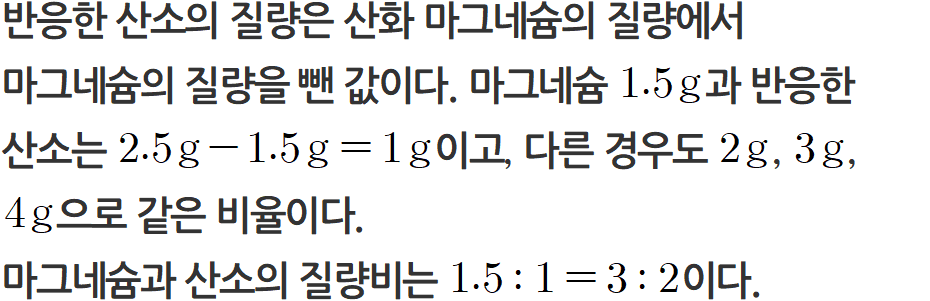 반응한 산소의 질량은 산화 마그네슘의 질량에서
마그네슘의 질량을 뺀 값이다. 마그네슘 1.5g과 반응한
산소는 2.5g-1.5g=1g이고, 다른 경우도 2g, 3g,
4g으로 같은 비율이다.
마그네슘과 산소의 질량비는 1.5:1=3:2이다.